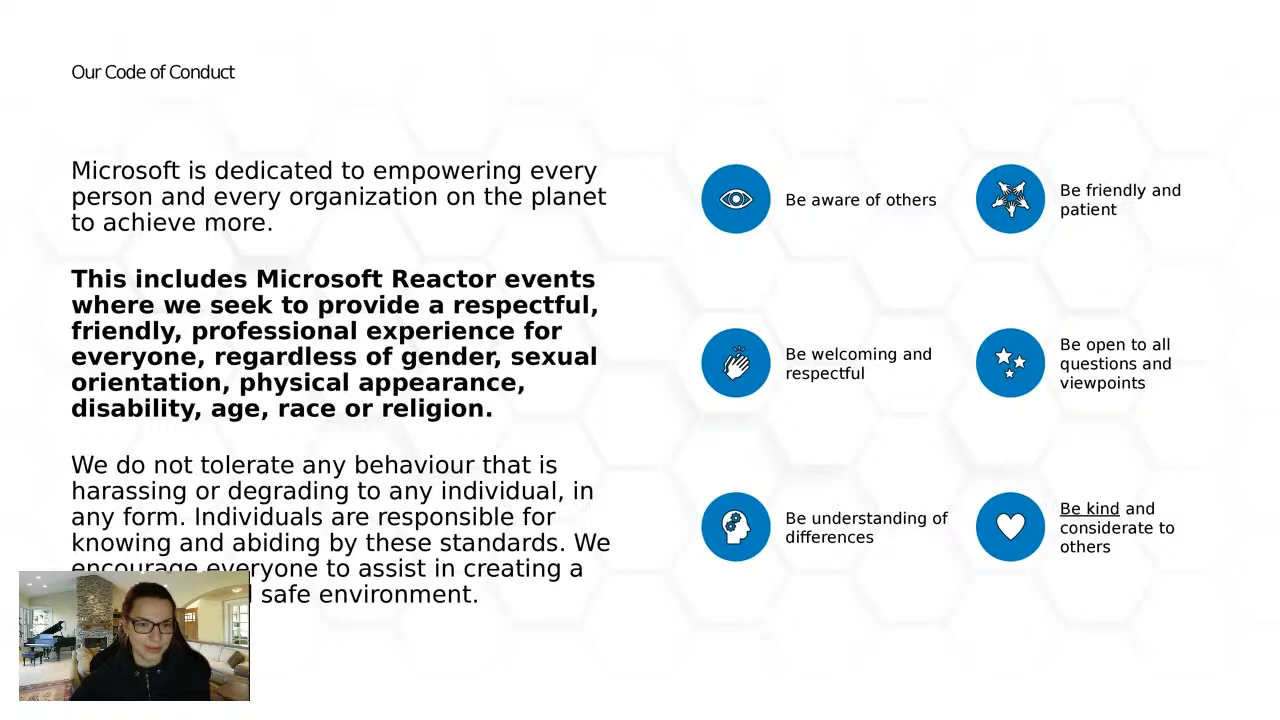 Our Code of Conduct
Microsoft is dedicated to empowering every
person and every organization on the planet
to achieve more.
This includes Microsoft Reactor events
where we seek to provide a respectful,
friendly, professional experience for
everyone, regardless of gender, sexual
orientation, physical appearance,
disability, age, race or religion.
We do not tolerate any behaviour that is
harassing or degrading to any individual, in
any form. Individuals are responsible for
knowing and abiding by these standards. We
encourage everyone to assist in creating a
safe environment.
Be aware of others
Be friendly and
patient
Be welcoming and
respectful
Be open to all
questions and
viewpoints
Be understanding of
differences
Be kind and
considerate to
others